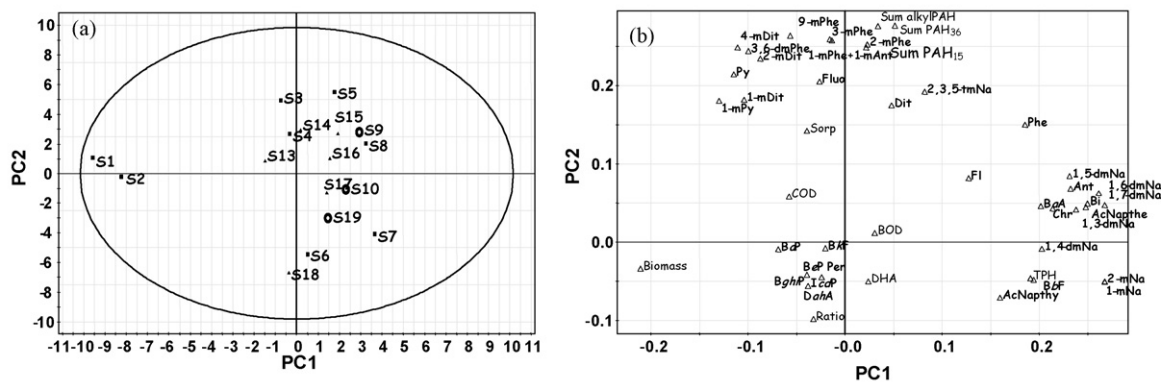 (a)
10
8
6
4
2
0
-2
-4
-6
-8
-10
PC2
S3
S5
S15
S14
S9
S4
S8
S13
S16
S1
S2
S17
S10
S19
S7
S6
S18
-11 -10 -9 -8 -7 -6 -5 -4 -3 -2 -1 0 1 2 3 4 5 6 7 8 9 10 11
PC1
(b)
0.2
0.1
0.0
-0.1
PC2
9-mPhe
Sum alkylPAH
4-mDit
3-mPhe
Sum PAH36
2-mPhe
3,6-dmPhe
2-mDit
1-mPhe+1-mAnt
Sum PAH15
Py
Fluo
1-mDit
1-mPy
Dit
2,3,5-tmNa
Sorp
Phe
COD
Fl
1,5-dmNa
Ant
1,6-dmNa
1,7-dmNa
BaA
Bi
Chr
AcNapthe
1,3-dmNa
BOD
BaP
BkF
1,4-dmNa
Biomass
BeP Per
BghiP
IcdP
DahA
DHA
TPH
BbF
2-mNa
1-mNa
AcNapthy
Ratio
-0.2 -0.1 -0.0 0.1 0.2
PC1